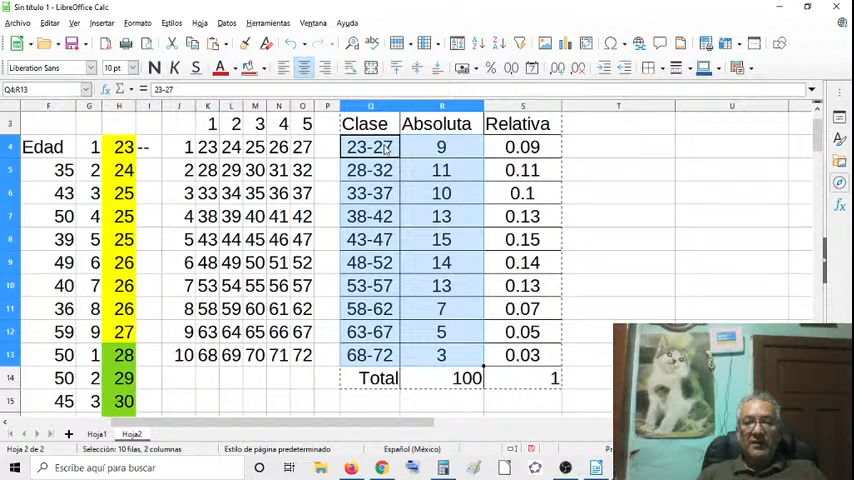 Sin título 1 - LibreOffice Calc
Archivo Editar Ver Insertar Formato Estilos Hoja Datos Herramientas Ventana Ayuda
Liberation Sans 10 pt N K S
Q4:R13 23-27
F G H I J K L M N O P Q R S T U
3 1 2 3 4 5 Clase Absoluta Relativa
4 Edad 1 23 -- 1 23 24 25 26 27 23-27 9 0.09
5 35 2 24 2 28 29 30 31 32 28-32 11 0.11
6 43 3 25 3 33 34 35 36 37 33-37 10 0.1
7 50 4 25 4 38 39 40 41 42 38-42 13 0.13
8 39 5 25 5 43 44 45 46 47 43-47 15 0.15
9 49 6 26 6 48 49 50 51 52 48-52 14 0.14
10 40 7 26 7 53 54 55 56 57 53-57 13 0.13
11 36 8 26 8 58 59 60 61 62 58-62 7 0.07
12 59 9 27 9 63 64 65 66 67 63-67 5 0.05
13 50 1 28 10 68 69 70 71 72 68-72 3 0.03
14 50 2 29 Total 100 1
15 45 3 30
Hoja1 Hoja2
Hoja 2 de 2 Selección: 10 filas, 2 columnas Estilo de página predeterminado Español (México)
Escribe aquí para buscar